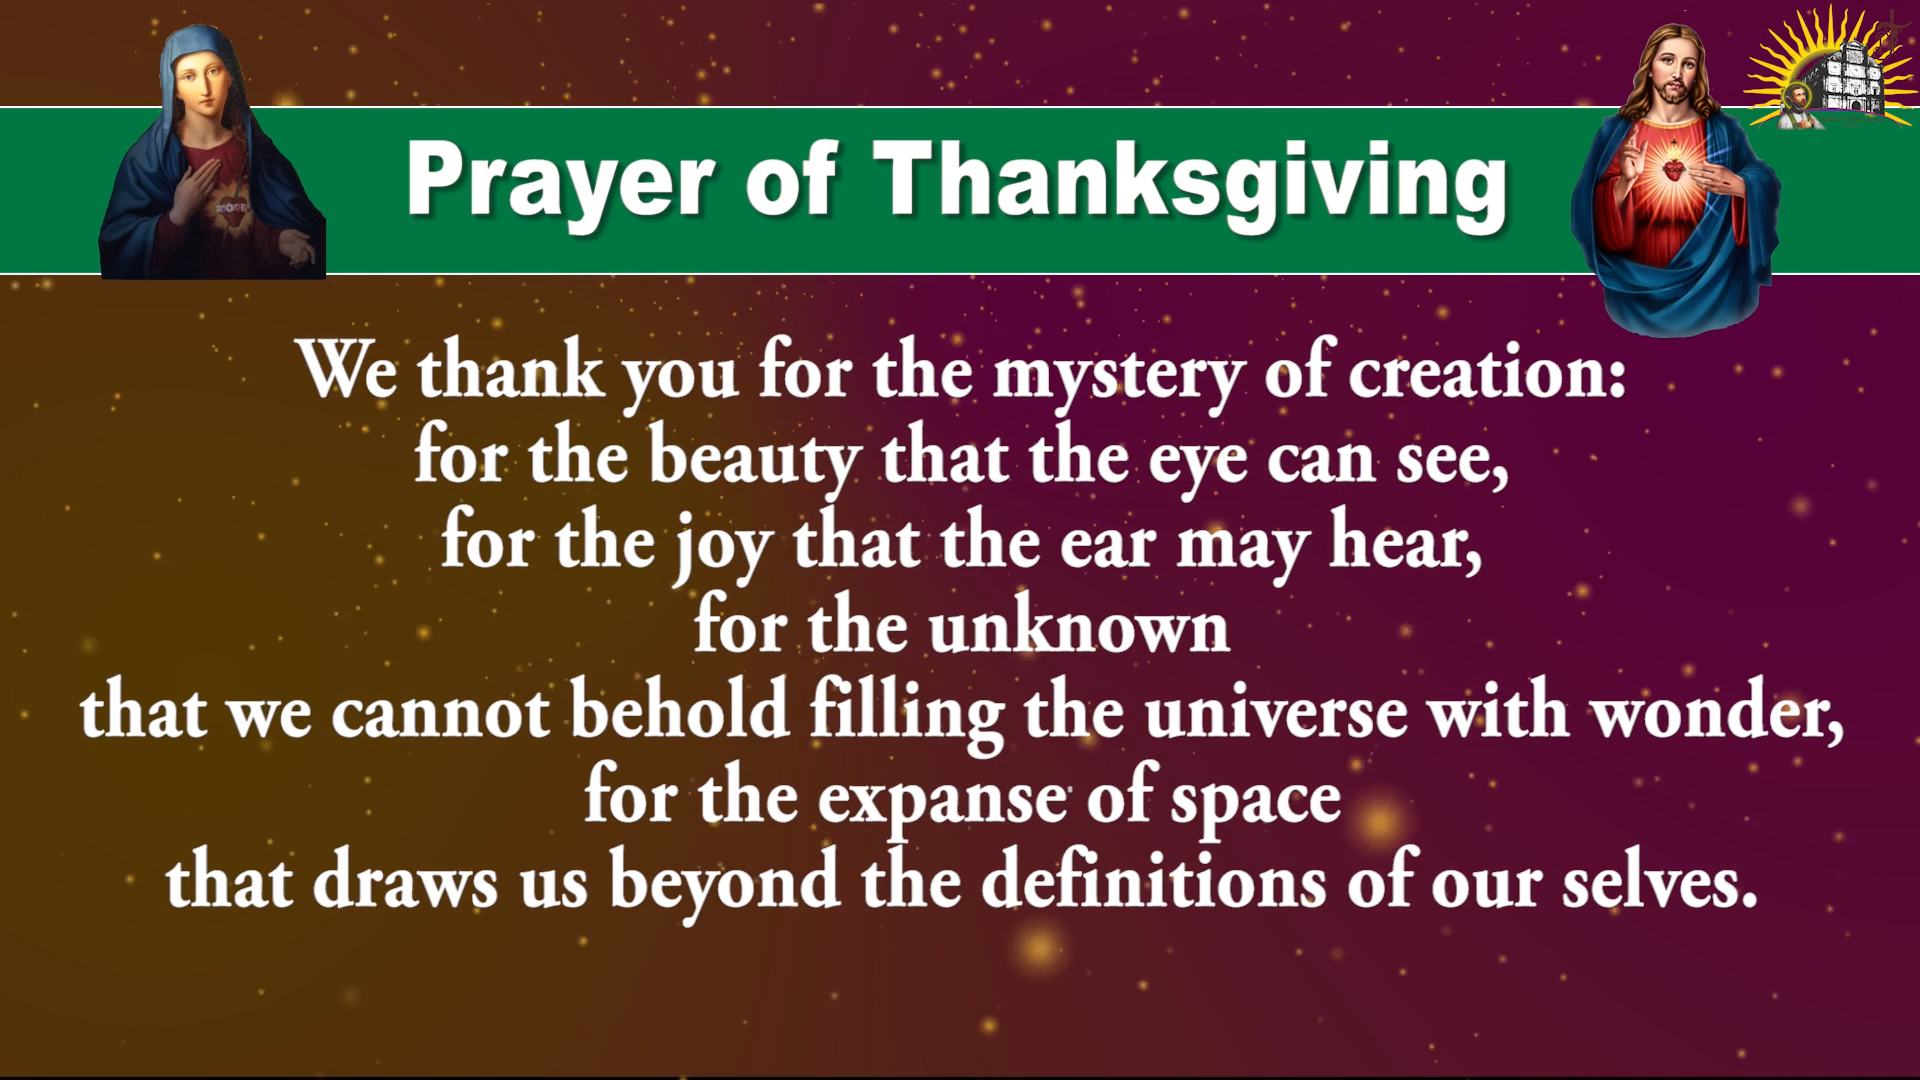 Prayer of Thanksgiving
We thank you for the mystery of creation:
for the beauty that the eye can see,
for the joy that the ear may hear,
for the unknown
that we cannot behold filling the universe with wonder,
for the expanse of space
that draws us beyond the definitions of our selves.